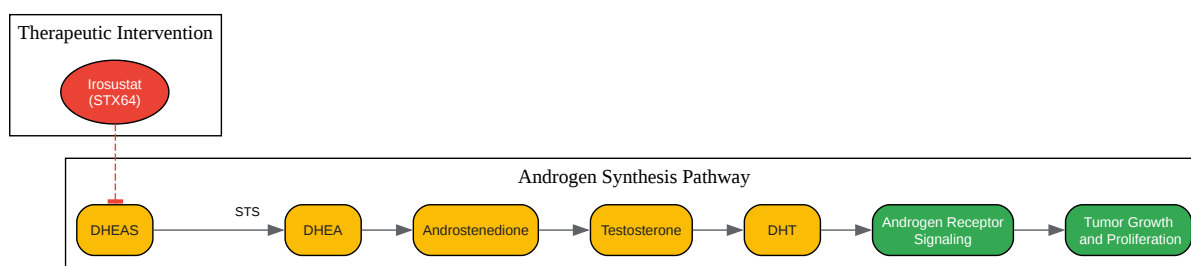 Therapeutic Intervention
Irosustat
(STX64)
Androgen Synthesis Pathway
DHEAS
STS
DHEA
Androstenedione
Testosterone
DHT
Androgen Receptor
Signaling
Tumor Growth
and Proliferation